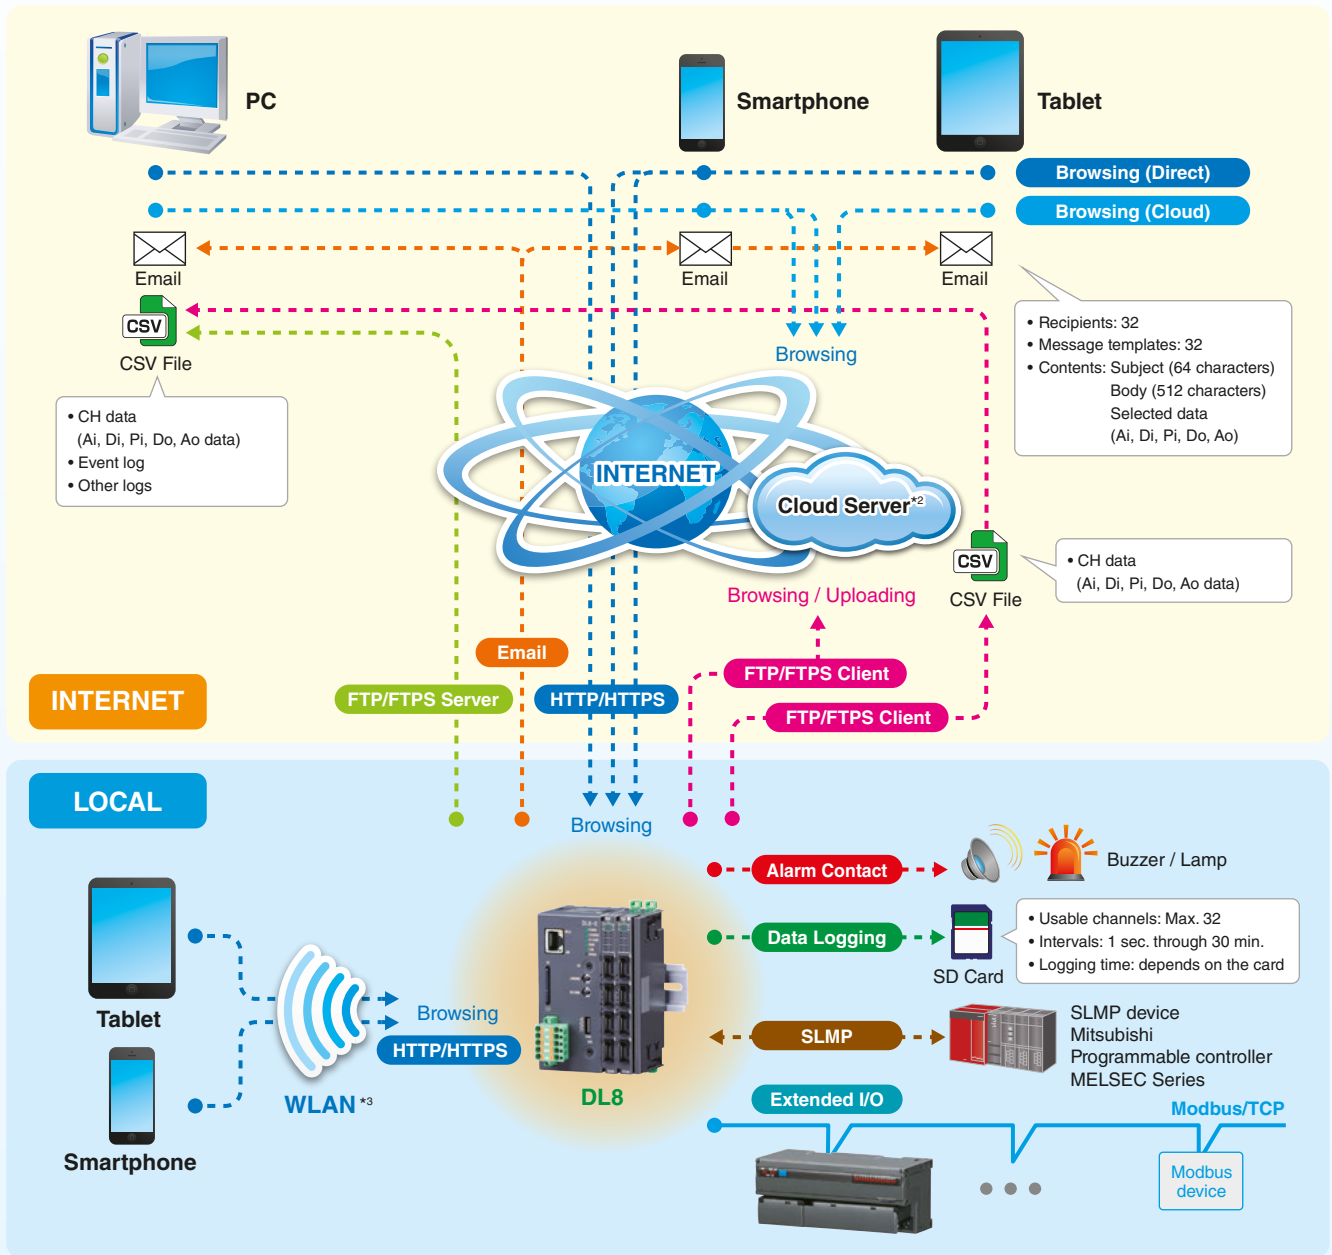 PC
Smartphone
Tablet
Browsing (Direct)
Browsing (Cloud)
Email
Email
Email
CSV
CSV File
• CH data
(Ai, Di, Pi, Do, Ao data)
• Event log
• Other logs
Browsing
• Recipients: 32
• Message templates: 32
• Contents: Subject (64 characters)
Body (512 characters)
Selected data
(Ai, Di, Pi, Do, Ao)
INTERNET
Cloud Server*2
CSV
CSV File
• CH data
(Ai, Di, Pi, Do, Ao data)
Browsing / Uploading
Email
FTP/FTPS Client
FTP/FTPS Server
HTTP/HTTPS
FTP/FTPS Client
INTERNET
LOCAL
Browsing
Alarm Contact
Buzzer / Lamp
Data Logging
SD Card
• Usable channels: Max. 32
• Intervals: 1 sec. through 30 min.
• Logging time: depends on the card
Tablet
Smartphone
WLAN *3
Browsing
HTTP/HTTPS
DL8
SLMP
SLMP device
Mitsubishi
Programmable controller
MELSEC Series
Extended I/O
Modbus/TCP
Modbus
device